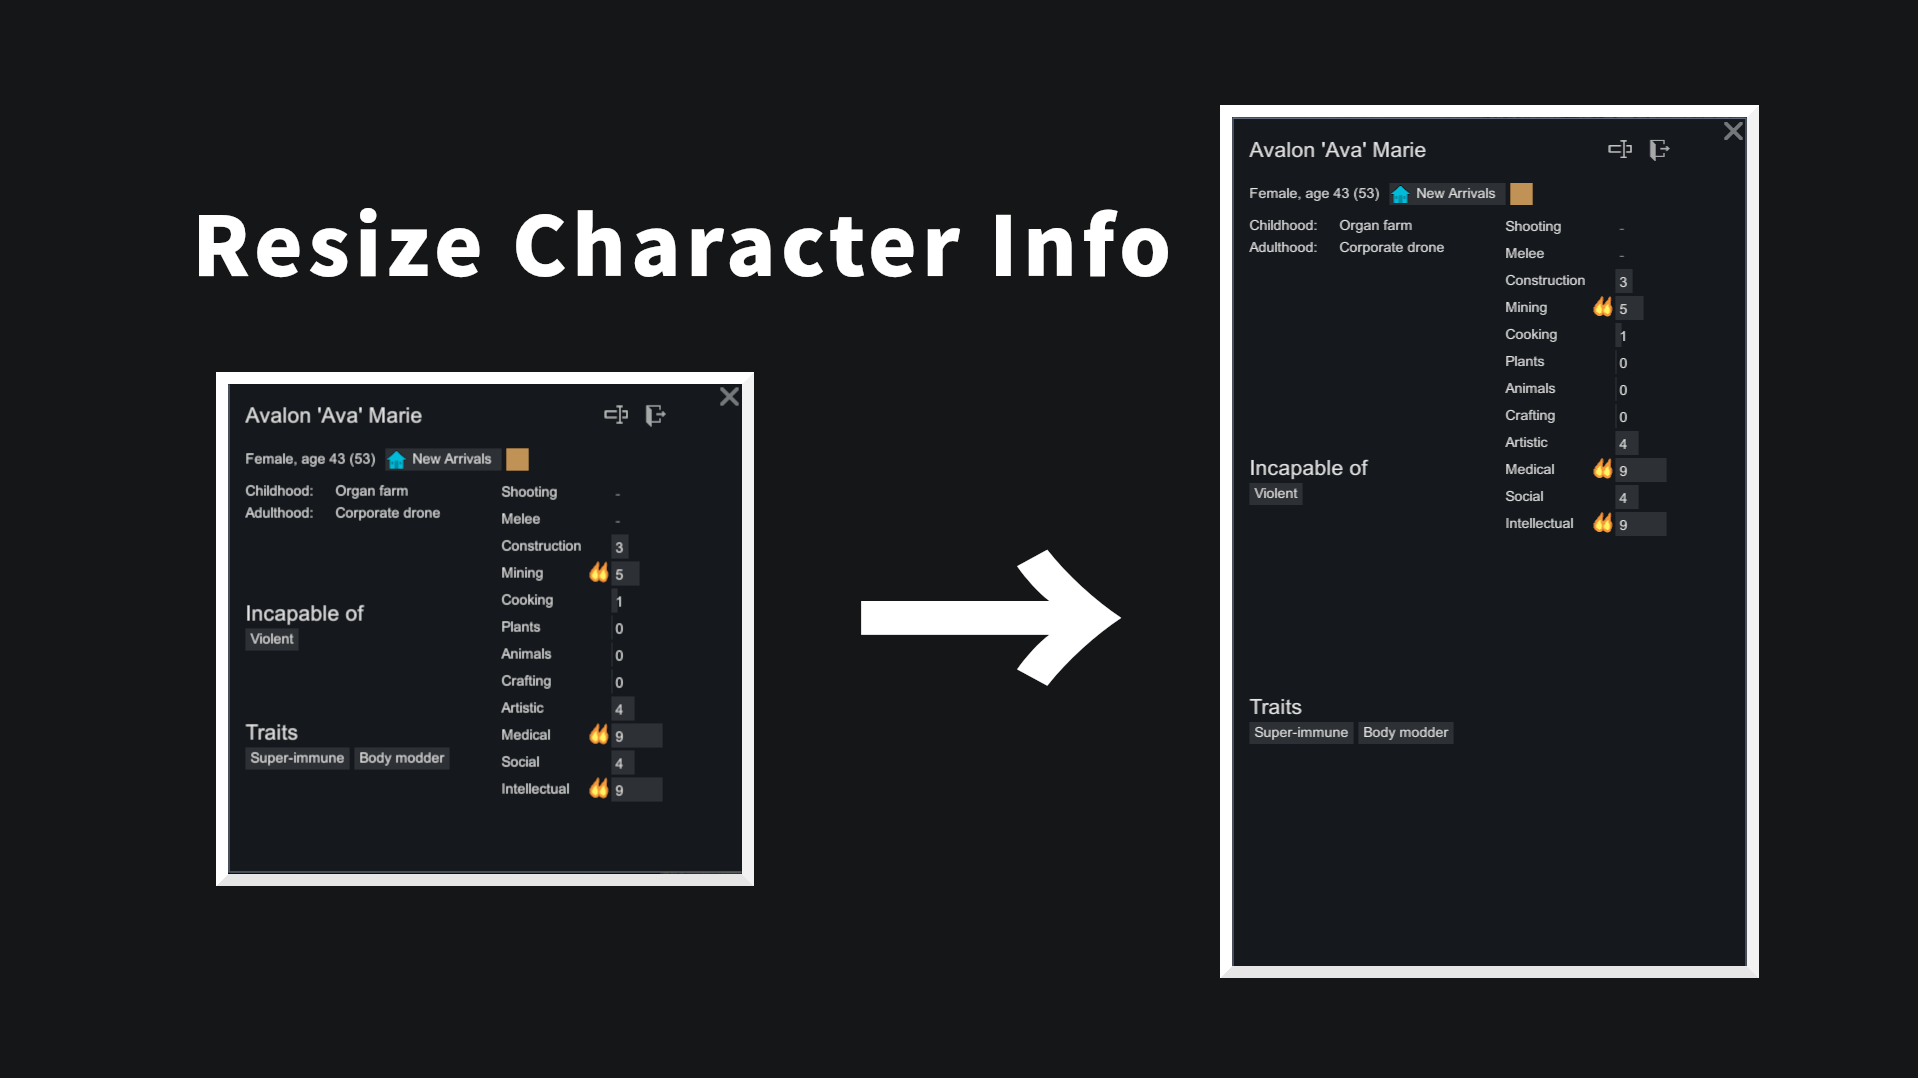 Resize Character Info
Avalon 'Ava' Marie
Female, age 43 (53) New Arrivals
Childhood: Organ farm
Adulthood: Corporate drone
Incapable of
Violent
Traits
Super-immune Body modder
Shooting -
Melee -
Construction 3
Mining 5
Cooking 1
Plants 0
Animals 0
Crafting 0
Artistic 4
Medical 9
Social 4
Intellectual 9
Avalon 'Ava' Marie
Female, age 43 (53) New Arrivals
Childhood: Organ farm
Adulthood: Corporate drone
Incapable of
Violent
Traits
Super-immune Body modder
Shooting -
Melee -
Construction 3
Mining 5
Cooking 1
Plants 0
Animals 0
Crafting 0
Artistic 4
Medical 9
Social 4
Intellectual 9